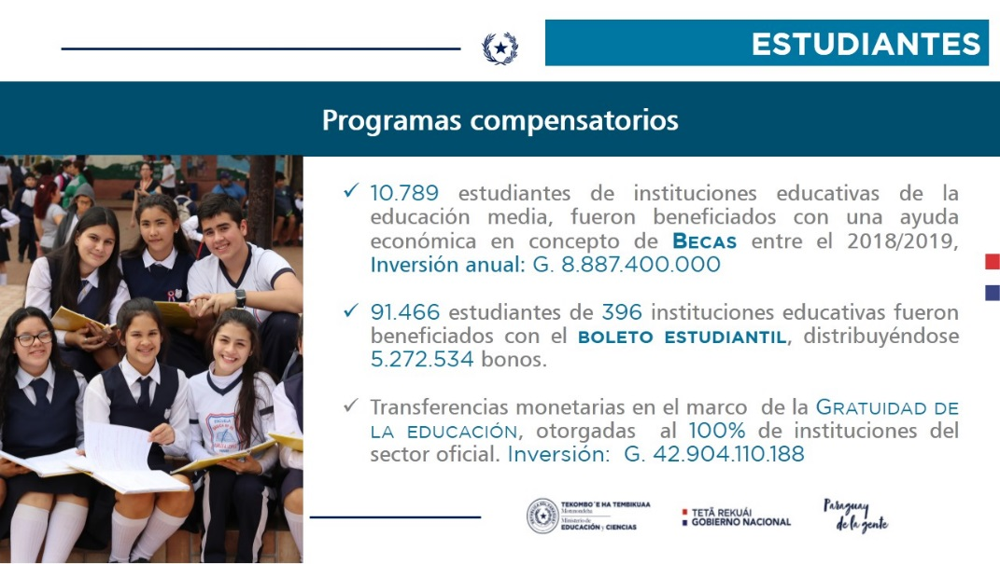 ESTUDIANTES
Programas compensatorios
✓ 10.789 estudiantes de instituciones educativas de la
educación media, fueron beneficiados con una ayuda
económica en concepto de BECAS entre el 2018/2019,
Inversión anual: G. 8.887.400.000
✓ 91.466 estudiantes de 396 instituciones educativas fueron
beneficiados con el BOLETO ESTUDIANTIL, distribuyéndose
5.272.534 bonos.
✓ Transferencias monetarias en el marco de la GRATUIDAD DE
LA EDUCACIÓN, otorgadas al 100% de instituciones del
sector oficial. Inversión: G. 42.904.110.188
TEKOMBO'E HA TEMBIKUAA
Motenondeha
Ministerio de
EDUCACIÓN y CIENCIAS
TETÃ REKUÁI
GOBIERNO NACIONAL
Paraguay
de la gente